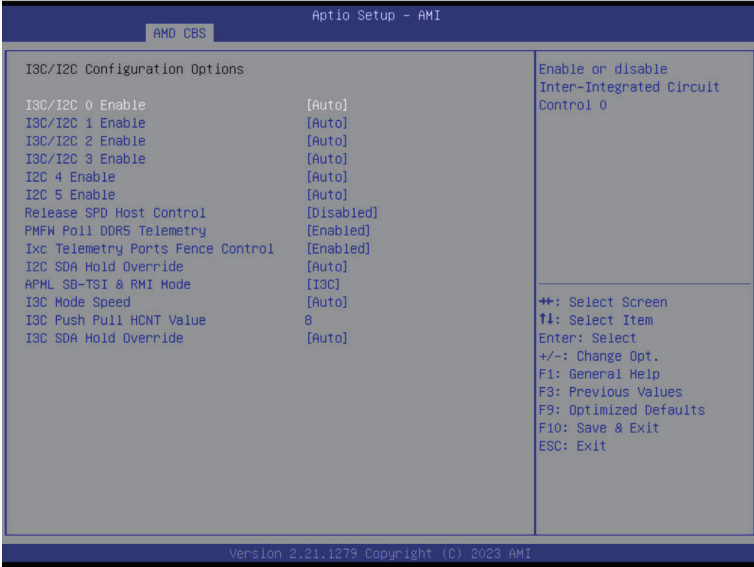 Aptio Setup – AMI
AMD CBS
I3C/I2C Configuration Options
I3C/I2C 0 Enable [Auto]
I3C/I2C 1 Enable [Auto]
I3C/I2C 2 Enable [Auto]
I3C/I2C 3 Enable [Auto]
I2C 4 Enable [Auto]
I2C 5 Enable [Auto]
Release SPD Host Control [Disabled]
PMFW Poll DDR5 Telemetry [Enabled]
Ixc Telemetry Ports Fence Control [Enabled]
I2C SDA Hold Override [Auto]
APML SB-TSI & RMI Mode [I3C]
I3C Mode Speed [Auto]
I3C Push Pull HCNT Value 8
I3C SDA Hold Override [Auto]
Enable or disable
Inter-Integrated Circuit
Control 0
→←: Select Screen
↑↓: Select Item
Enter: Select
+/-: Change Opt.
F1: General Help
F3: Previous Values
F9: Optimized Defaults
F10: Save & Exit
ESC: Exit
Version 2.21.1279 Copyright (C) 2023 AMI